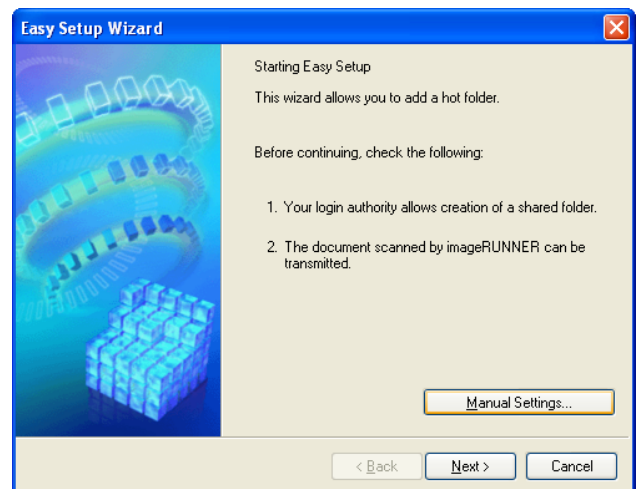 Easy Setup Wizard
Starting Easy Setup
This wizard allows you to add a hot folder.
Before continuing, check the following:
1. Your login authority allows creation of a shared folder.
2. The document scanned by imageRUNNER can be
transmitted.
Manual Settings...
< Back
Next >
Cancel